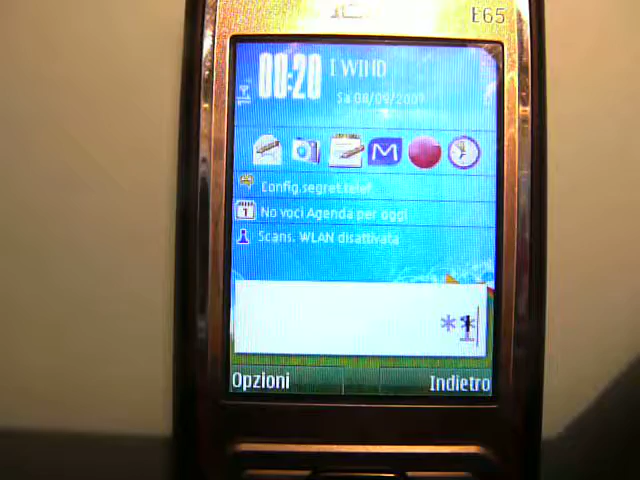 E65
00:20 I WIND
Sa 08/09/2007
Config.segret.telef
1 No voci Agenda per oggi
Scans. WLAN disattivata
Opzioni Indietro